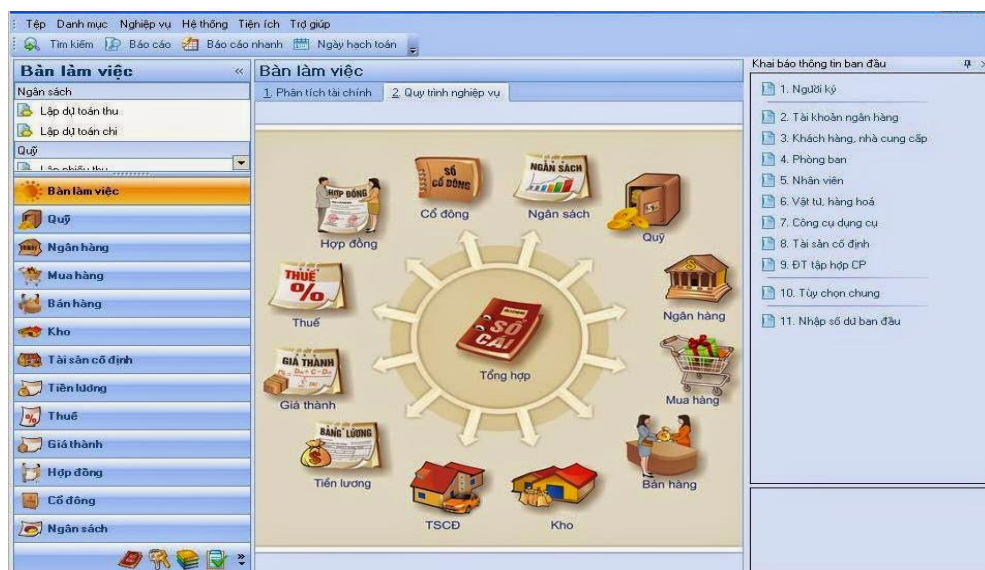 Tệp Danh mục Nghiệp vụ Hệ thống Tiện ích Trợ giúp
Tìm kiếm Báo cáo Báo cáo nhanh Ngày hạch toán
Bàn làm việc
Ngân sách
Lập dự toán thu
Lập dự toán chi
Quỹ
Lập phiếu thu
Bàn làm việc
Quỹ
Ngân hàng
Mua hàng
Bán hàng
Kho
Tài sản cố định
Tiền lương
Thuế
Giá thành
Hợp đồng
Cổ đông
Ngân sách
Bàn làm việc
1. Phân tích tài chính 2. Quy trình nghiệp vụ
HỢP ĐỒNG
Hợp đồng
SỔ
CỔ ĐÔNG
Cổ đông
NGÂN SÁCH
Ngân sách
Quỹ
THUẾ
%
Thuế
Ngân hàng
SỔ
CÁI
Tổng hợp
GIÁ THÀNH
Giá thành
Mua hàng
BẢNG LƯƠNG
Tiền lương
TSCĐ
Kho
Bán hàng
Khai báo thông tin ban đầu
1. Người ký
2. Tài khoản ngân hàng
3. Khách hàng, nhà cung cấp
4. Phòng ban
5. Nhân viên
6. Vật tư, hàng hoá
7. Công cụ dụng cụ
8. Tài sản cố định
9. ĐT tập hợp CP
10. Tùy chọn chung
11. Nhập số dư ban đầu